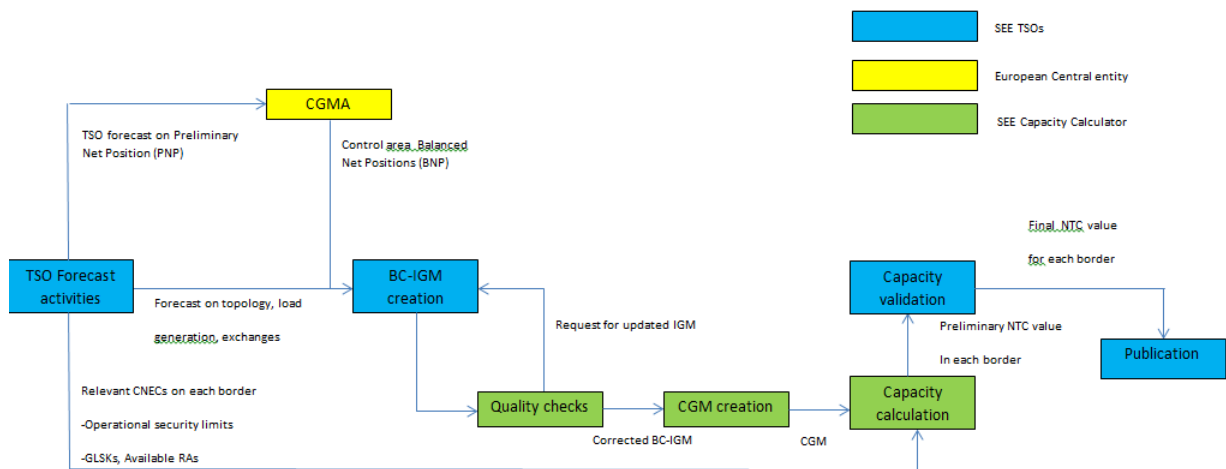 SEE TSOs
European Central entity
SEE Capacity Calculator
CGMA
TSO forecast on Preliminary
Net Position (PNP)
Control area Balanced
Net Positions (BNP)
Final NTC value
for each border
TSO Forecast
activities
BC-IGM
creation
Capacity
validation
Forecast on topology, load
generation, exchanges
Request for updated IGM
Preliminary NTC value
In each border
Publication
Relevant CNECs on each border
-Operational security limits
-GLSKs, Available RAs
Quality checks
CGM creation
Capacity
calculation
Corrected BC-IGM
CGM